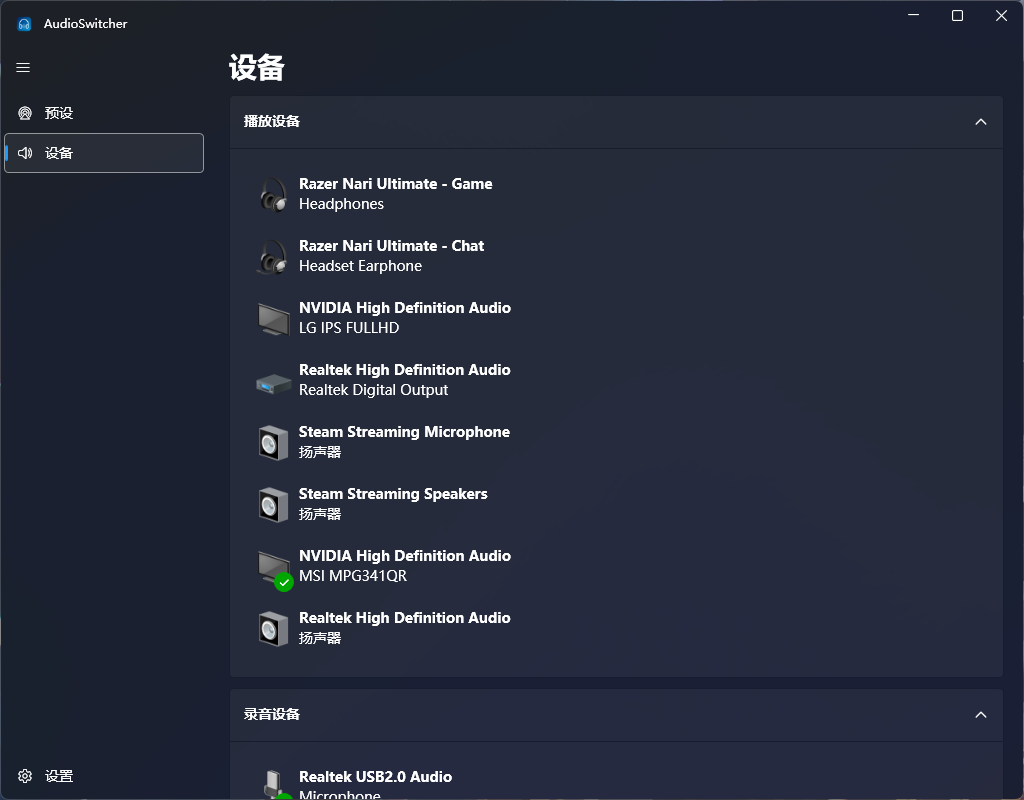 AudioSwitcher
预设
设备
设置
设备
播放设备
Razer Nari Ultimate - Game
Headphones
Razer Nari Ultimate - Chat
Headset Earphone
NVIDIA High Definition Audio
LG IPS FULLHD
Realtek High Definition Audio
Realtek Digital Output
Steam Streaming Microphone
扬声器
Steam Streaming Speakers
扬声器
NVIDIA High Definition Audio
MSI MPG341QR
Realtek High Definition Audio
扬声器
录音设备
Realtek USB2.0 Audio
Microphone